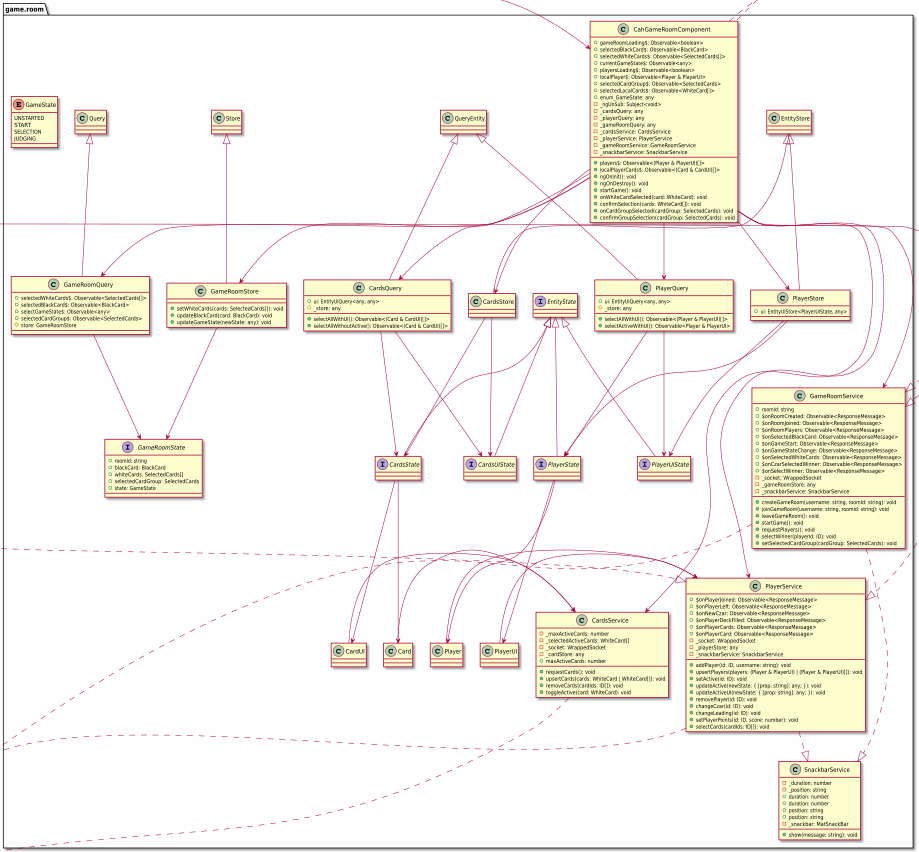 game.room
C CahGameRoomComponent
gameRoomLoading$: Observable<boolean>
selectedBlackCard$: Observable<BlackCard>
selectedWhiteCards$: Observable<SelectedCards[]>
currentGameState$: Observable<any>
playersLoading$: Observable<boolean>
localPlayer$: Observable<Player & PlayerUI>
selectedCardGroup$: Observable<SelectedCards>
selectedLocalCards$: Observable<WhiteCard[]>
enum_GameState: any
_ngUnSub: Subject<void>
_cardsQuery: any
_playerQuery: any
_gameRoomQuery: any
_cardsService: CardsService
_playerService: PlayerService
_gameRoomService: GameRoomService
_snackbarService: SnackbarService
players$: Observable<(Player & PlayerUI)[]>
localPlayerCards$: Observable<(Card & CardUI)[]>
ngOnInit(): void
ngOnDestroy(): void
startGame(): void
onWhiteCardSelected(card: WhiteCard): void
confirmSelection(cards: WhiteCard[]): void
onCardGroupSelected(cardGroup: SelectedCards): void
confirmGroupSelection(cardGroup: SelectedCards): void
E GameState
UNSTARTED
START
SELECTION
JUDGING
C Query
C Store
C QueryEntity
C EntityStore
C GameRoomQuery
selectedWhiteCards$: Observable<SelectedCards[]>
selectedBlackCard$: Observable<BlackCard>
selectGameState$: Observable<any>
selectedCardGroup$: Observable<SelectedCards>
store: GameRoomStore
C GameRoomStore
setWhiteCards(cards: SelectedCards[]): void
updateBlackCard(card: BlackCard): void
updateGameState(newState: any): void
C CardsQuery
ui: EntityUIQuery<any, any>
_store: any
selectAllWithUI(): Observable<(Card & CardUI)[]>
selectAllWithoutActive(): Observable<(Card & CardUI)[]>
C CardsStore
I EntityState
C PlayerQuery
ui: EntityUIQuery<any, any>
_store: any
selectAllWithUI(): Observable<(Player & PlayerUI)[]>
selectActiveWithUI(): Observable<Player & PlayerUI>
C PlayerStore
ui: EntityUIStore<PlayerUIState, any>
C GameRoomService
roomId: string
$onRoomCreated: Observable<ResponseMessage>
$onRoomJoined: Observable<ResponseMessage>
$onRoomPlayers: Observable<ResponseMessage>
$onSelectedBlackCard: Observable<ResponseMessage>
$onGameStart: Observable<ResponseMessage>
$onGameStateChange: Observable<ResponseMessage>
$onSelectedWhiteCards: Observable<ResponseMessage>
$onCzarSelectedWinner: Observable<ResponseMessage>
$onSelectWinner: Observable<ResponseMessage>
_socket: WrappedSocket
_gameRoomStore: any
_snackbarService: SnackbarService
createGameRoom(username: string, roomId: string): void
joinGameRoom(username: string, roomId: string): void
leaveGameRoom(): void
startGame(): void
requestPlayers(): void
selectWinner(playerId: ID): void
setSelectedCardGroup(cardGroup: SelectedCards): void
I GameRoomState
roomId: string
blackCard: BlackCard
whiteCards: SelectedCards[]
selectedCardGroup: SelectedCards
state: GameState
I CardsState
I CardsUIState
I PlayerState
I PlayerUIState
C PlayerService
$onPlayerJoined: Observable<ResponseMessage>
$onPlayerLeft: Observable<ResponseMessage>
$onNewCzar: Observable<ResponseMessage>
$onPlayerDeckFilled: Observable<ResponseMessage>
$onPlayerCards: Observable<ResponseMessage>
$onPlayerCard: Observable<ResponseMessage>
_socket: WrappedSocket
_playerStore: any
_snackbarService: SnackbarService
addPlayer(id: ID, username: string): void
upsertPlayers(players: (Player & PlayerUI) | (Player & PlayerUI)[]): void
setActive(id: ID): void
updateActive(newState: { [prop: string]: any; }): void
updateActiveUI(newState: { [prop: string]: any; }): void
removePlayer(id: ID): void
changeCzar(id: ID): void
changeLeading(id: ID): void
setPlayerPoints(id: ID, score: number): void
selectCards(cardIds: ID[]): void
C CardsService
_maxActiveCards: number
_selectedActiveCards: WhiteCard[]
_socket: WrappedSocket
_cardStore: any
maxActiveCards: number
requestCards(): void
upsertCards(cards: WhiteCard | WhiteCard[]): void
removeCards(cardIds: ID[]): void
toggleActive(card: WhiteCard): void
C CardUI
C Card
C Player
C PlayerUI
C SnackbarService
_duration: number
_position: string
duration: number
duration: number
position: string
position: string
_snackbar: MatSnackBar
show(message: string): void